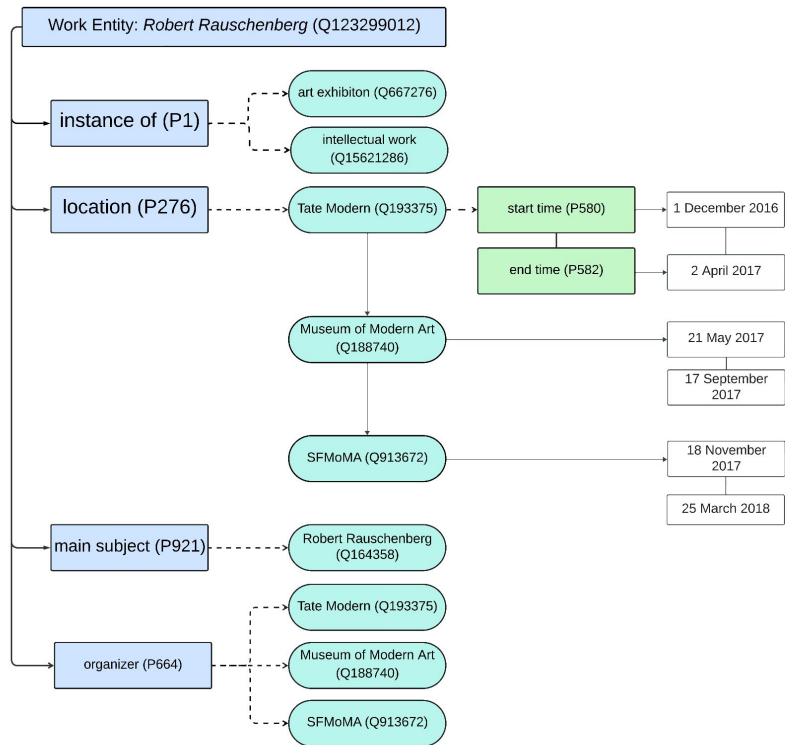 Work Entity: Robert Rauschenberg (Q123299012)
instance of (P1)
art exhibiton (Q667276)
intellectual work
(Q15621286)
location (P276)
Tate Modern (Q193375)
start time (P580)
1 December 2016
end time (P582)
2 April 2017
Museum of Modern Art
(Q188740)
21 May 2017
17 September
2017
SFMoMA (Q913672)
18 November
2017
25 March 2018
main subject (P921)
Robert Rauschenberg
(Q164358)
organizer (P664)
Tate Modern (Q193375)
Museum of Modern Art
(Q188740)
SFMoMA (Q913672)